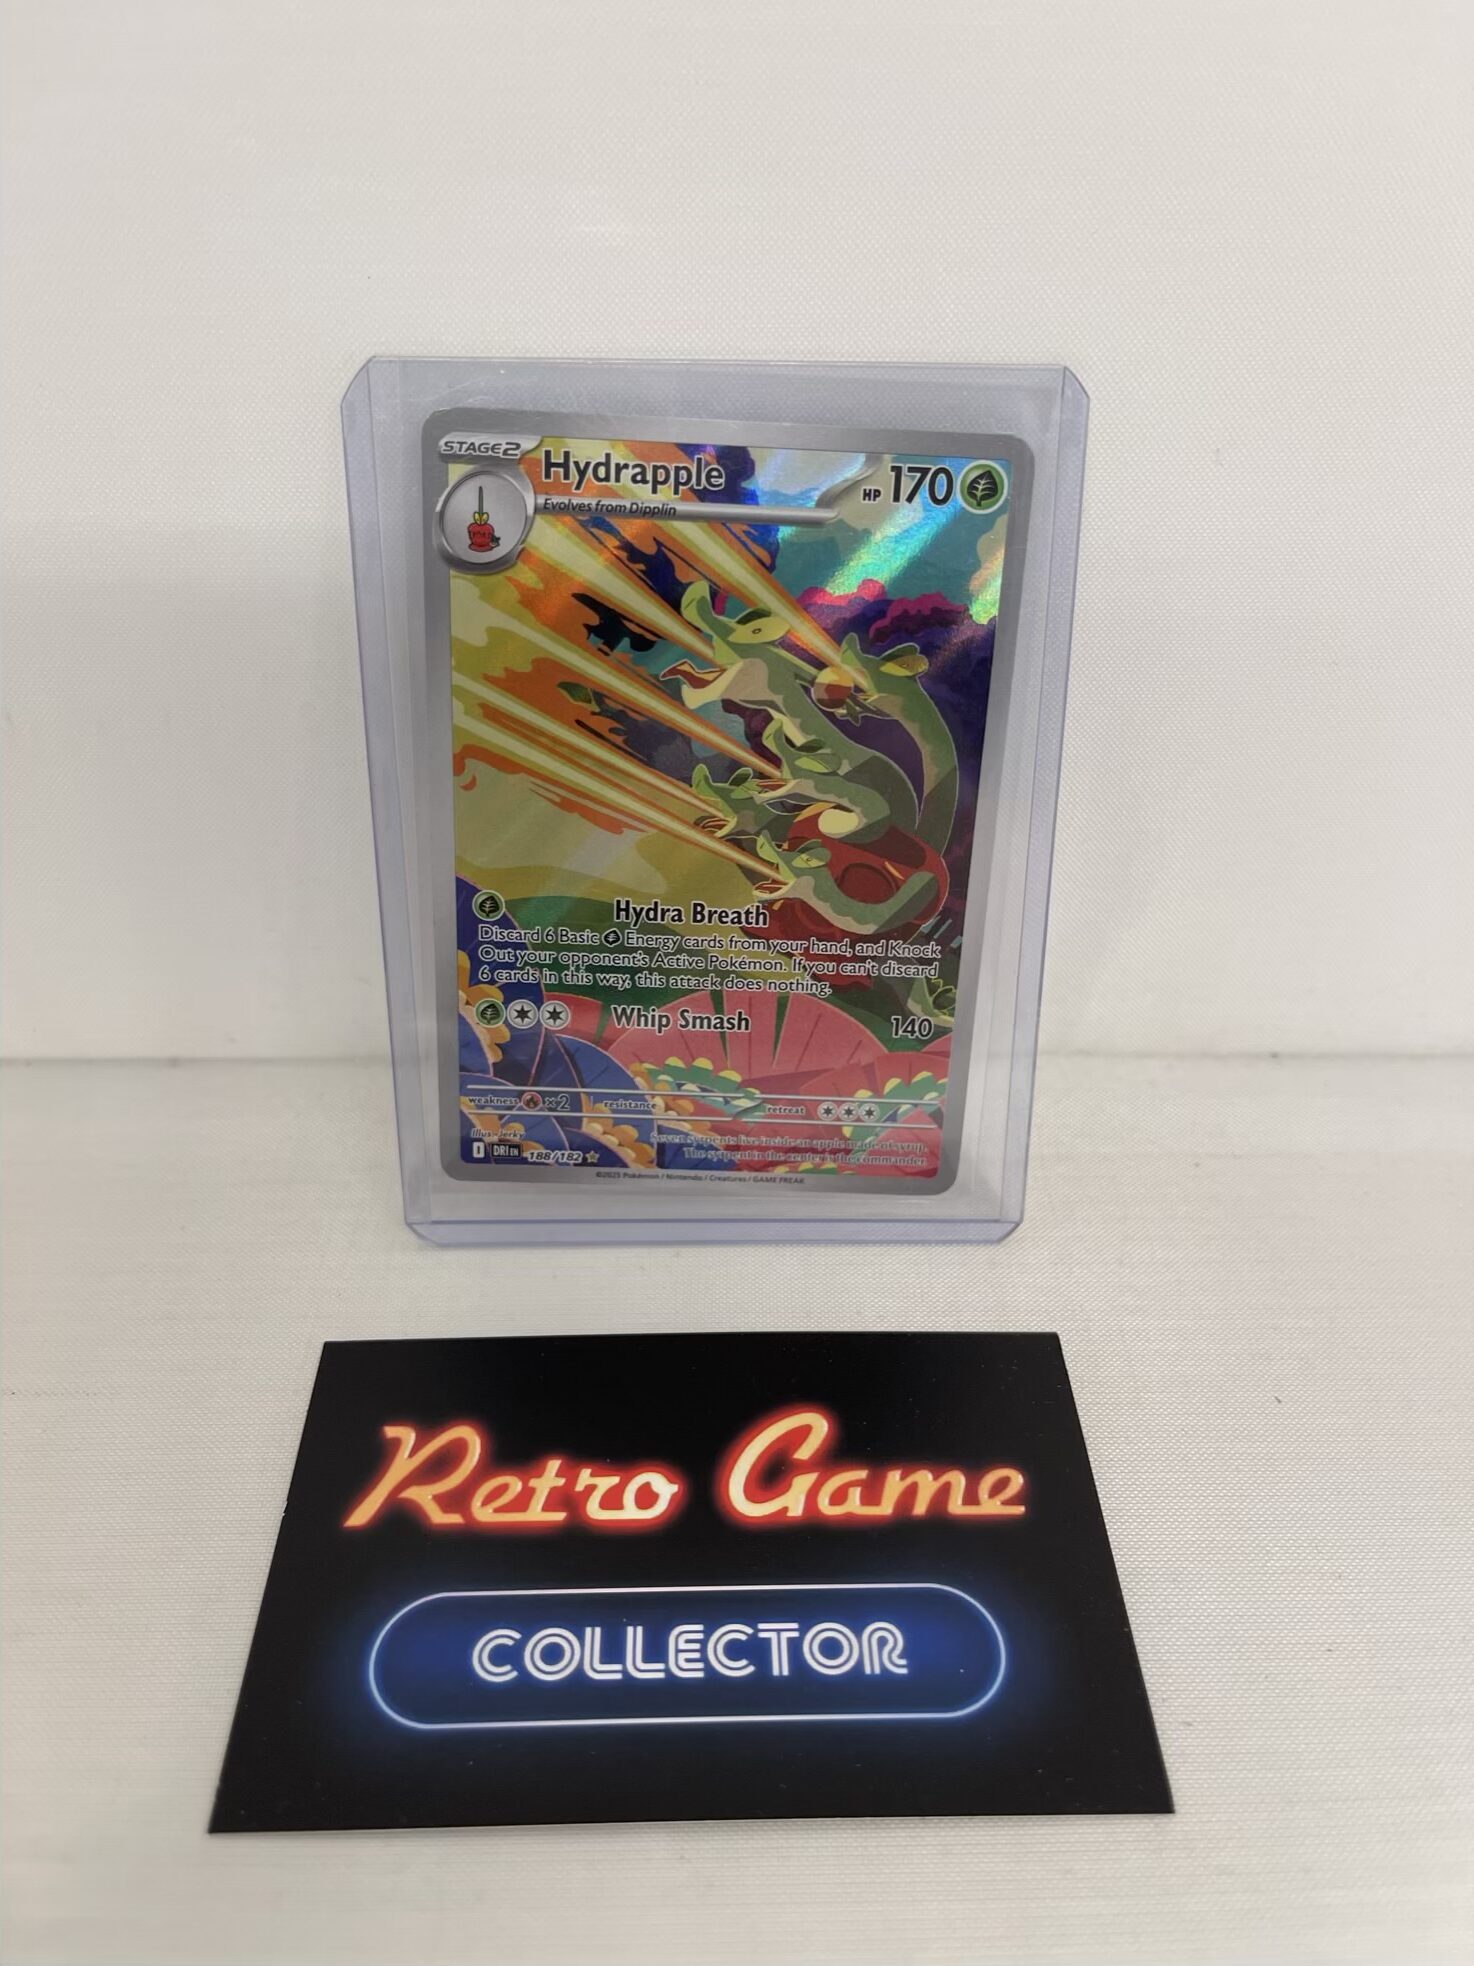 STAGE2
Hydrapple
HP 170
Evolves from Dipplin
Hydra Breath
Discard 6 Basic Energy cards from your hand, and Knock
Out your opponent's Active Pokémon. If you can't discard
6 cards in this way, this attack does nothing.
Whip Smash 140
weakness ×2 resistance retreat
Illus. Jerky
Seven syrpents live inside an apple made of syrup.
The syrpent in the center is the commander.
I DRI EN 188/182
©2025 Pokémon / Nintendo / Creatures / GAME FREAK
Retro Game
COLLECTOR